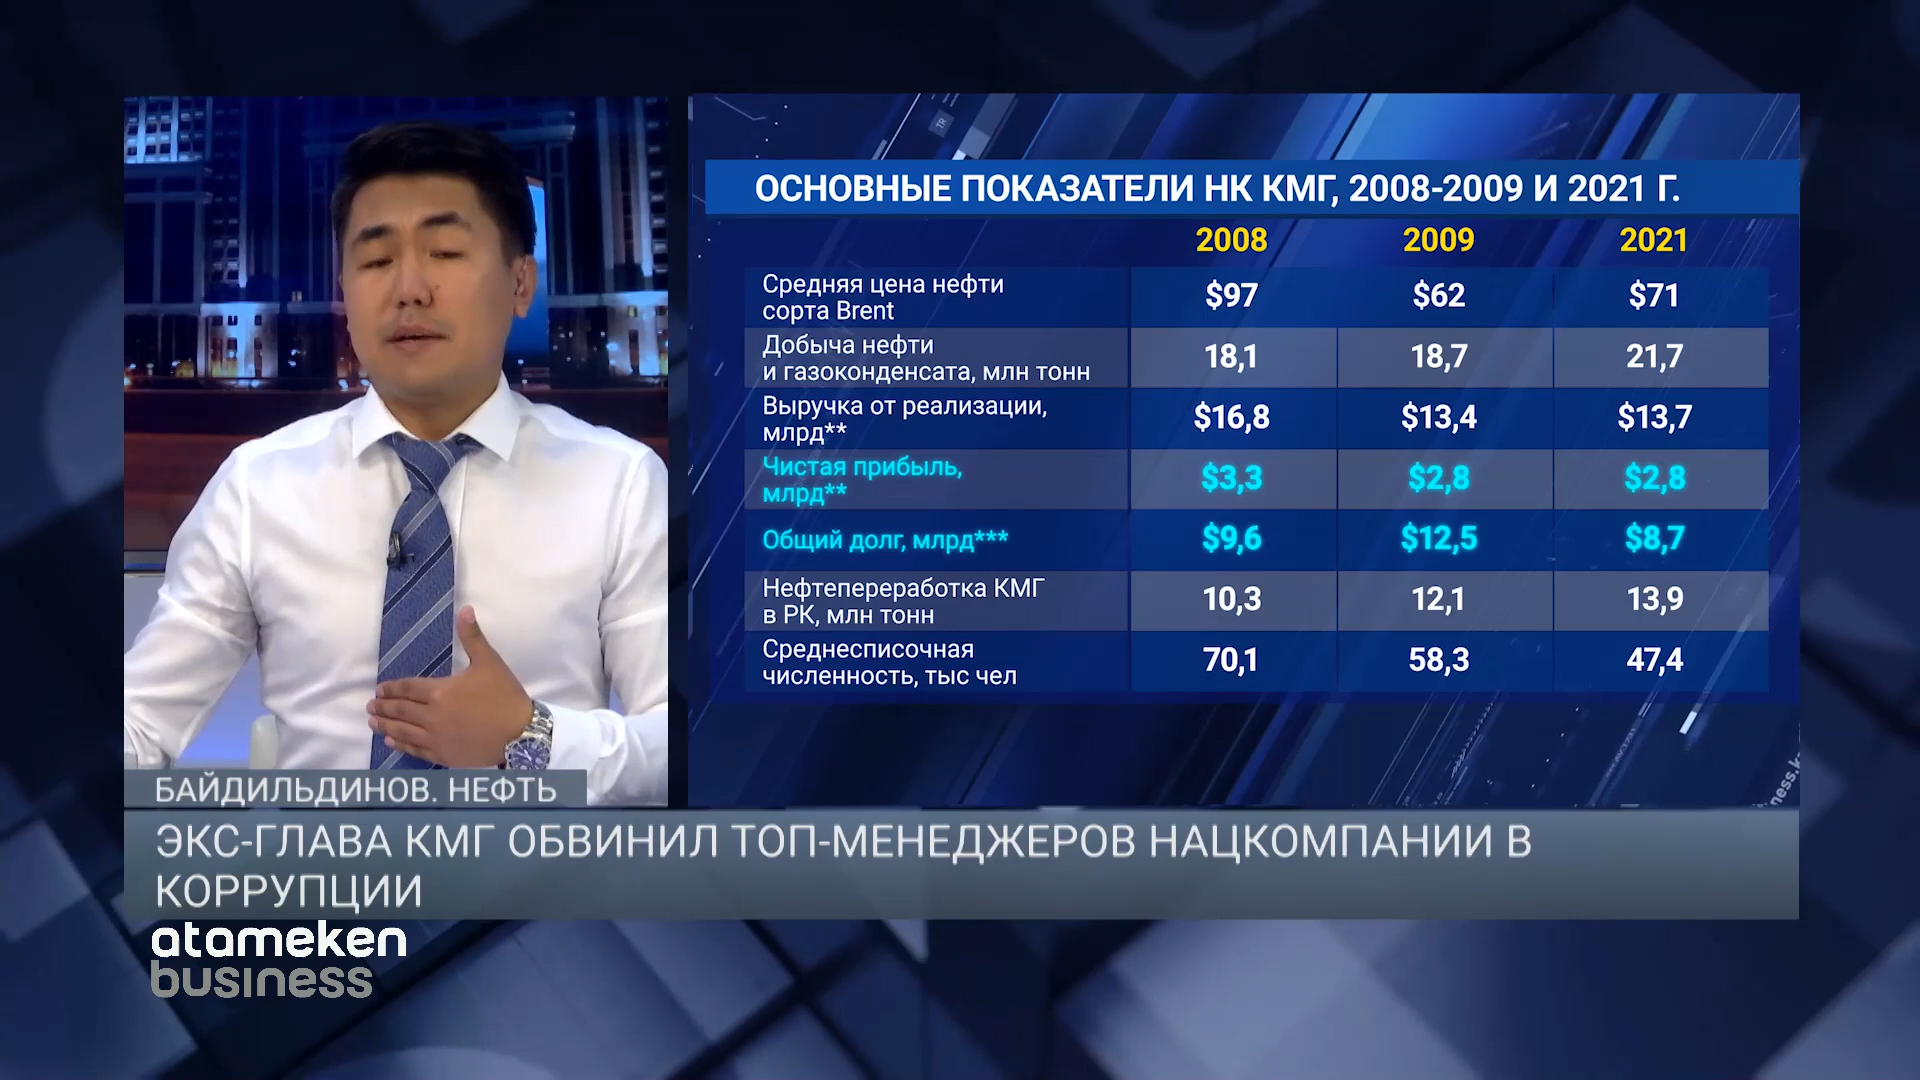 ОСНОВНЫЕ ПОКАЗАТЕЛИ НК КМГ, 2008-2009 И 2021 Г.
2008 2009 2021
Средняя цена нефти
сорта Brent $97 $62 $71
Добыча нефти
и газоконденсата, млн тонн 18,1 18,7 21,7
Выручка от реализации,
млрд** $16,8 $13,4 $13,7
Чистая прибыль,
млрд** $3,3 $2,8 $2,8
Общий долг, млрд*** $9,6 $12,5 $8,7
Нефтепереработка КМГ
в РК, млн тонн 10,3 12,1 13,9
Среднесписочная
численность, тыс чел 70,1 58,3 47,4
БАЙДИЛЬДИНОВ. НЕФТЬ
ЭКС-ГЛАВА КМГ ОБВИНИЛ ТОП-МЕНЕДЖЕРОВ НАЦКОМПАНИИ В
КОРРУПЦИИ
atameken
business